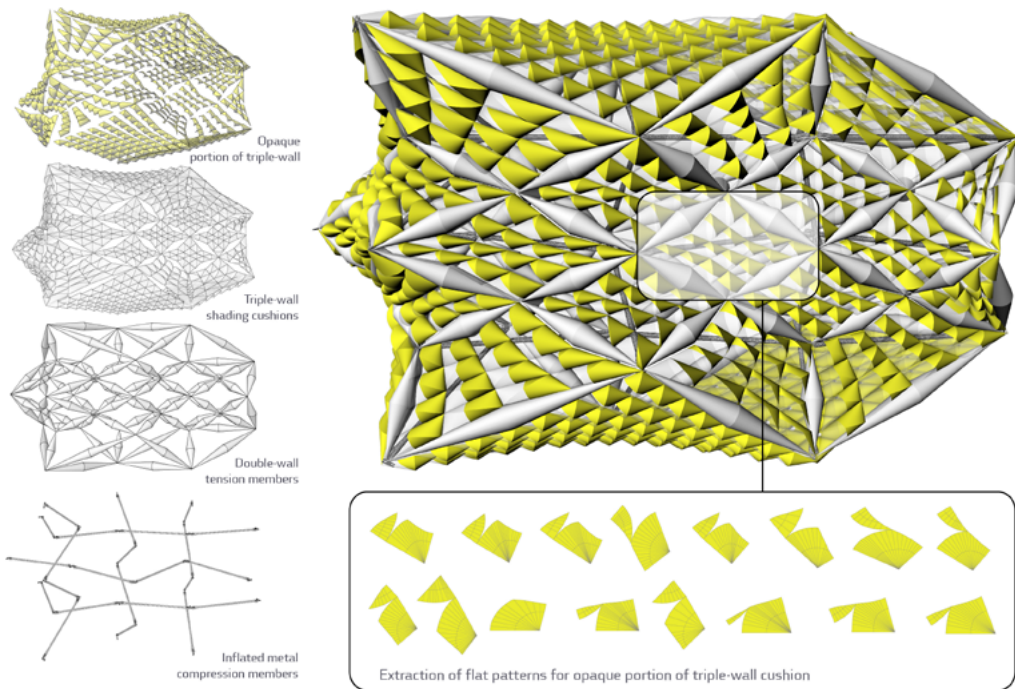 Opaque
portion of triple-wall
Triple-wall
shading cushions
Double-wall
tension members
Inflated metal
compression members
Extraction of flat patterns for opaque portion of triple-wall cushion